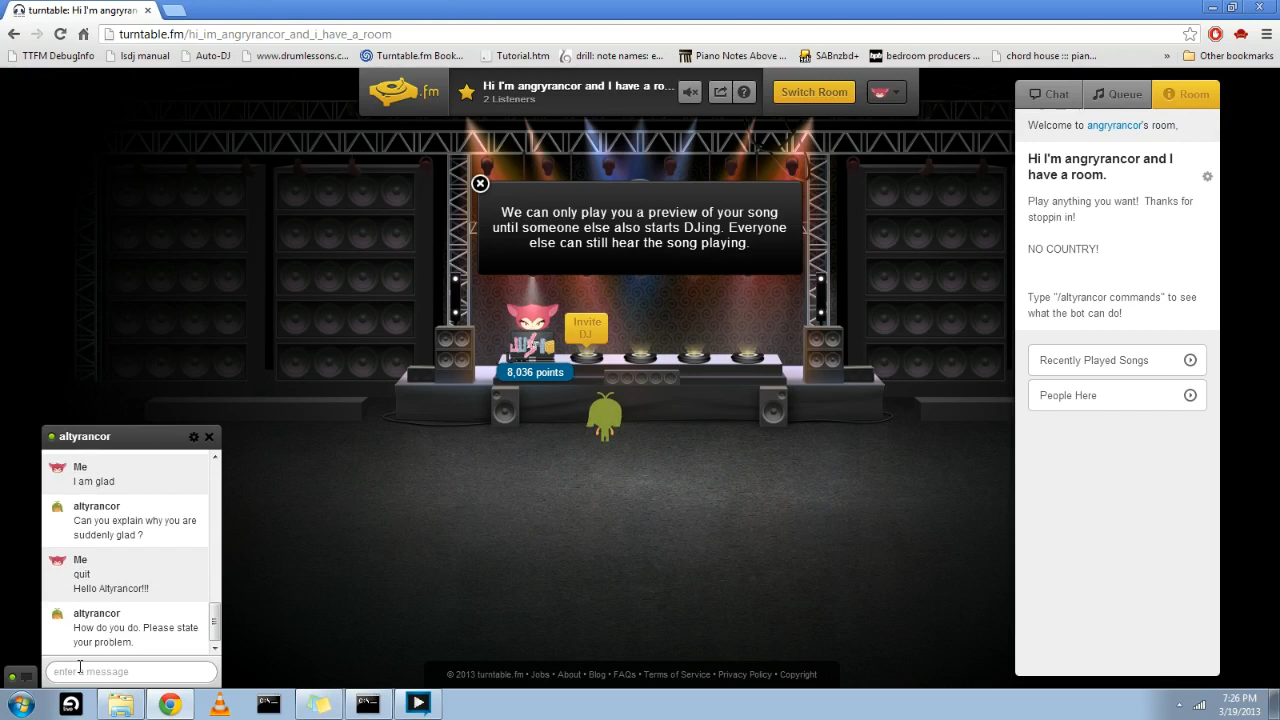 turntable: Hi I'm angryran
turntable.fm/hi_im_angryrancor_and_i_have_a_room
TTFM DebugInfo lsdj manual Auto-DJ www.drumlessons.c... Turntable.fm Book... Tutorial.htm drill: note names: e... Piano Notes Above ... SABnzbd+ bedroom producers ... chord house ::: pian... » Other bookmarks
.fm
Hi I'm angryrancor and I have a ro...
2 Listeners
Switch Room
Chat Queue Room
Welcome to angryrancor's room,
Hi I'm angryrancor and I
have a room.
Play anything you want! Thanks for
stoppin in!
NO COUNTRY!
Type "/altyrancor commands" to see
what the bot can do!
Recently Played Songs
People Here
We can only play you a preview of your song
until someone else also starts DJing. Everyone
else can still hear the song playing.
Invite
DJ
8,036 points
altyrancor
Me
I am glad
altyrancor
Can you explain why you are
suddenly glad ?
Me
quit
Hello Altyrancor!!!
altyrancor
How do you do. Please state
your problem.
enter a message
© 2013 turntable.fm • Jobs • About • Blog • FAQs • Terms of Service • Privacy Policy • Copyright
live
C:\
C:\
7:26 PM
3/19/2013